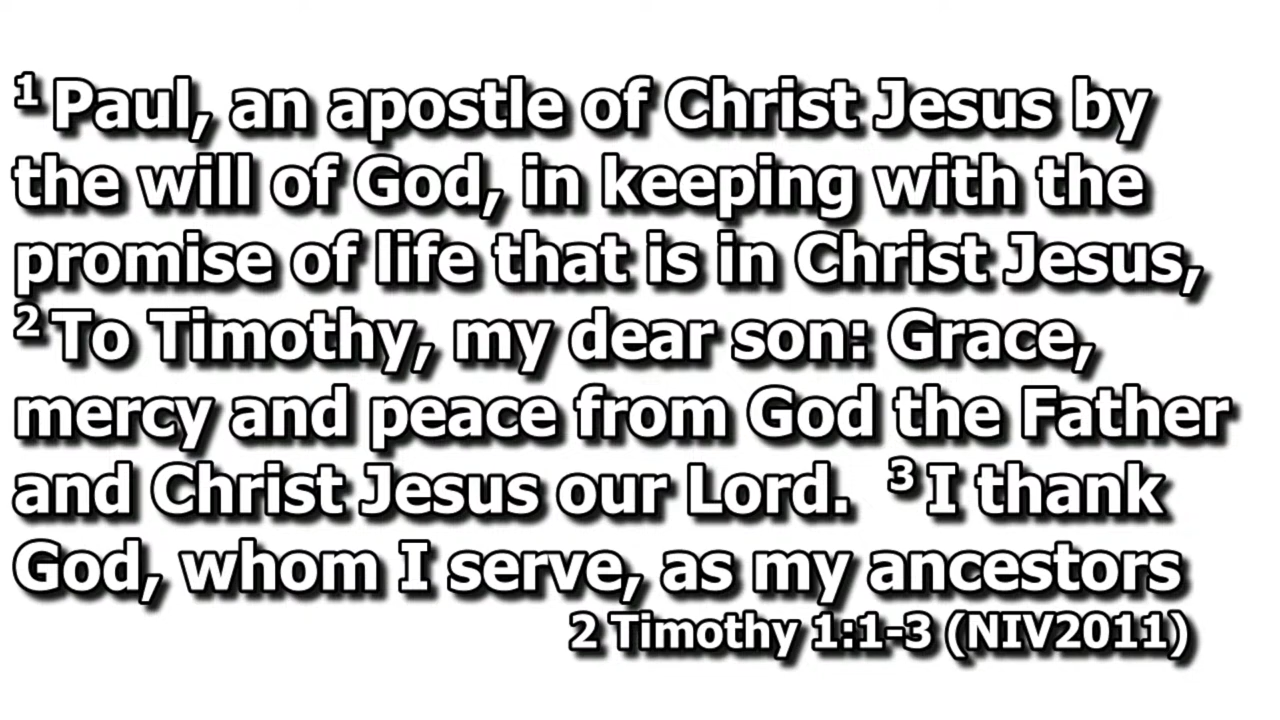 1 Paul, an apostle of Christ Jesus by
the will of God, in keeping with the
promise of life that is in Christ Jesus,
2 To Timothy, my dear son: Grace,
mercy and peace from God the Father
and Christ Jesus our Lord. 3 I thank
God, whom I serve, as my ancestors
2 Timothy 1:1-3 (NIV2011)